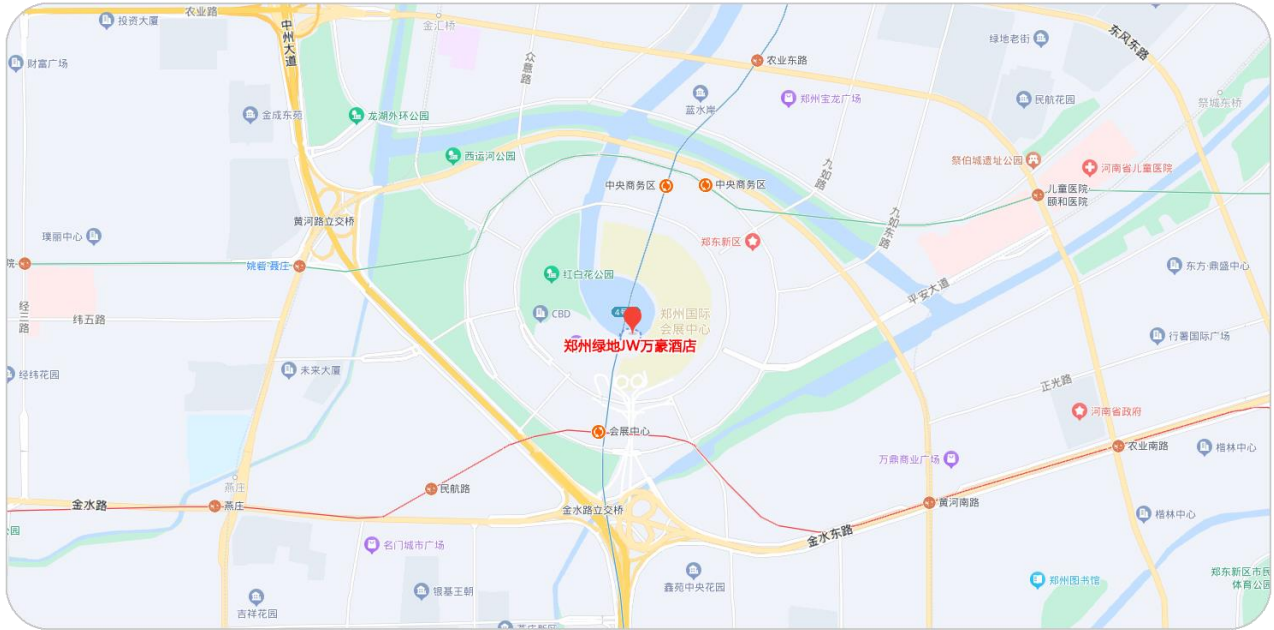 农业路
投资大厦
中州大道
金汇桥
众意路
东风东路
绿地老街
财富广场
农业东路
蓝水岸
郑州宝龙广场
民航花园
祭城东桥
金成东苑
龙湖外环公园
西运河公园
九如路
祭伯城遗址公园
河南省儿童医院
中央商务区
中央商务区
儿童医院
颐和医院
黄河路立交桥
九如东路
璞丽中心
郑东新区
院
姚砦·聂庄
红白花公园
东方·鼎盛中心
平安大道
经三路
纬五路
CBD
郑州国际
会展中心
郑州绿地JW万豪酒店
行署国际广场
经纬花园
未来大厦
正光路
河南省政府
会展中心
农业南路
楷林中心
万鼎商业广场
燕庄
民航路
金水路
燕庄
金水路立交桥
黄河南路
楷林中心
公园
金水东路
名门城市广场
郑州图书馆
郑东新区市民
体育公园
鑫苑中央花园
银基王朝
吉祥花园